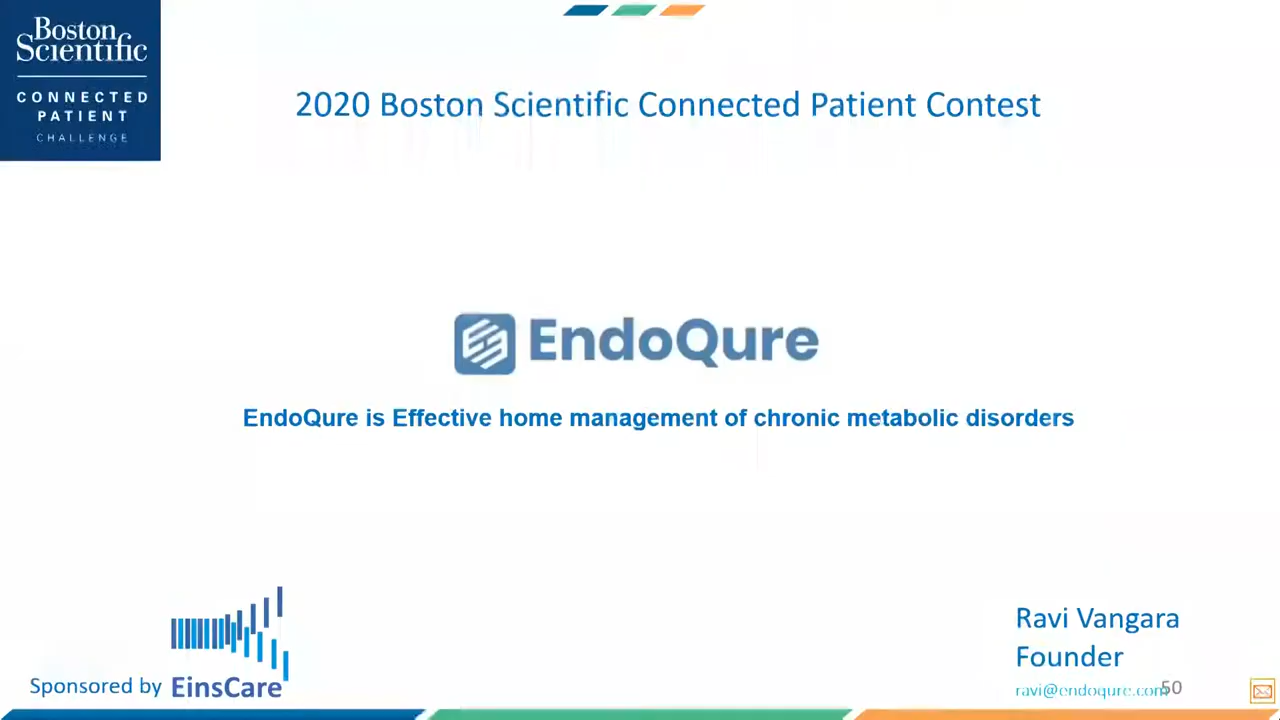 Boston
Scientific
CONNECTED
PATIENT
CHALLENGE
2020 Boston Scientific Connected Patient Contest
EndoQure
EndoQure is Effective home management of chronic metabolic disorders
Sponsored by EinsCare
Ravi Vangara
Founder
ravi@endoqure.com
50